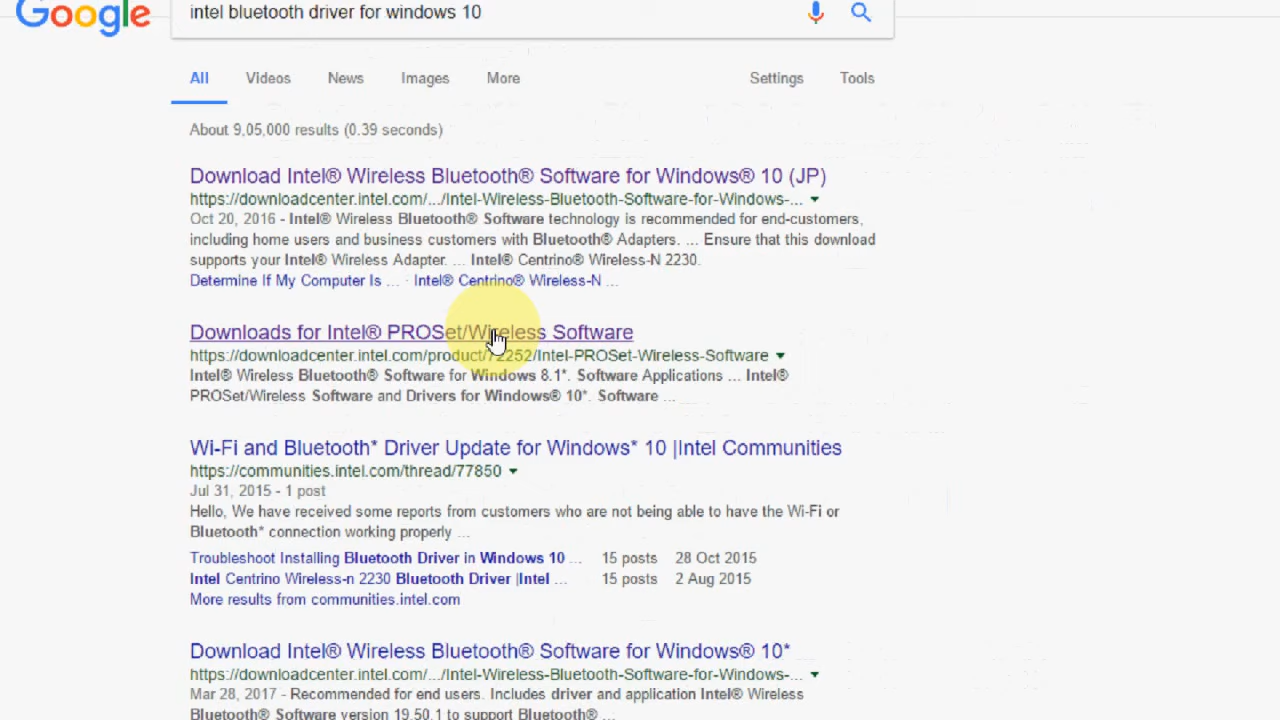 Google
intel bluetooth driver for windows 10
All Videos News Images More Settings Tools
About 9,05,000 results (0.39 seconds)
Download Intel® Wireless Bluetooth® Software for Windows® 10 (JP)
https://downloadcenter.intel.com/.../Intel-Wireless-Bluetooth-Software-for-Windows-...
Oct 20, 2016 - Intel® Wireless Bluetooth® Software technology is recommended for end-customers,
including home users and business customers with Bluetooth® Adapters. ... Ensure that this download
supports your Intel® Wireless Adapter. ... Intel® Centrino® Wireless-N 2230.
Determine If My Computer Is ... · Intel® Centrino® Wireless-N ...
Downloads for Intel® PROSet/Wireless Software
https://downloadcenter.intel.com/product/72252/Intel-PROSet-Wireless-Software
Intel® Wireless Bluetooth® Software for Windows 8.1*. Software Applications ... Intel®
PROSet/Wireless Software and Drivers for Windows® 10*. Software ...
Wi-Fi and Bluetooth* Driver Update for Windows* 10 |Intel Communities
https://communities.intel.com/thread/77850
Jul 31, 2015 - 1 post
Hello, We have received some reports from customers who are not being able to have the Wi-Fi or
Bluetooth* connection working properly ...
Troubleshoot Installing Bluetooth Driver in Windows 10 ... 15 posts 28 Oct 2015
Intel Centrino Wireless-n 2230 Bluetooth Driver |Intel ... 15 posts 2 Aug 2015
More results from communities.intel.com
Download Intel® Wireless Bluetooth® Software for Windows® 10*
https://downloadcenter.intel.com/.../Intel-Wireless-Bluetooth-Software-for-Windows-...
Mar 28, 2017 - Recommended for end users. Includes driver and application Intel® Wireless
Bluetooth® Software version 19.50.1 to support Bluetooth® ...